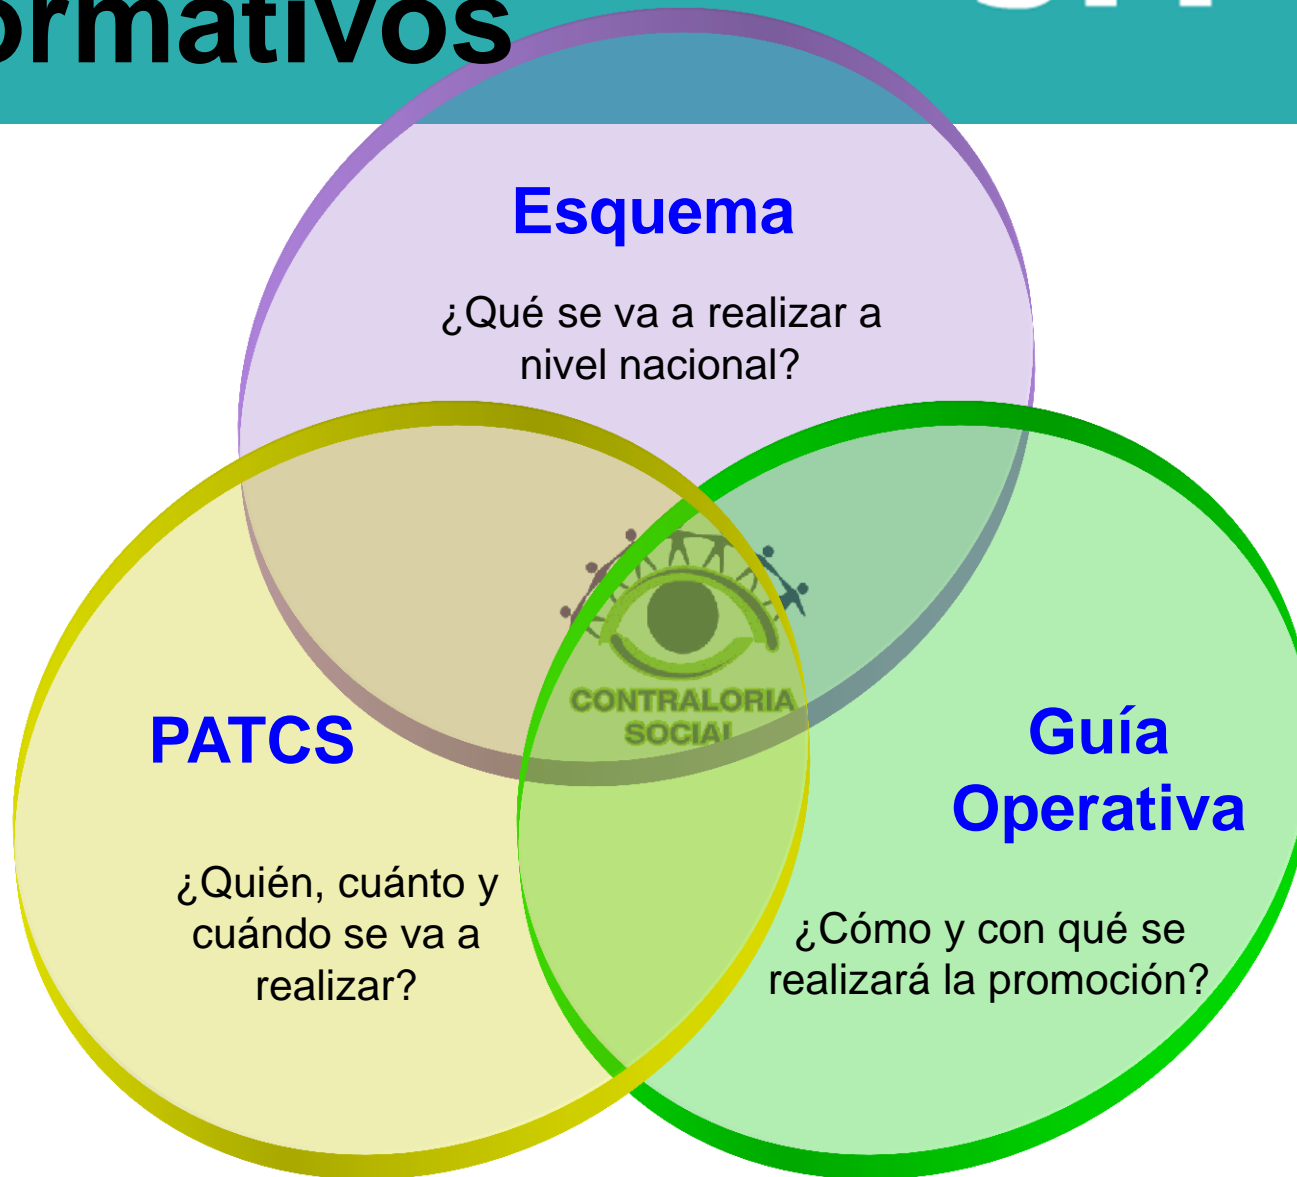 ormativos
Esquema
¿Qué se va a realizar a
nivel nacional?
CONTRALORIA
SOCIAL
PATCS
¿Quién, cuánto y
cuándo se va a
realizar?
Guía
Operativa
¿Cómo y con qué se
realizará la promoción?